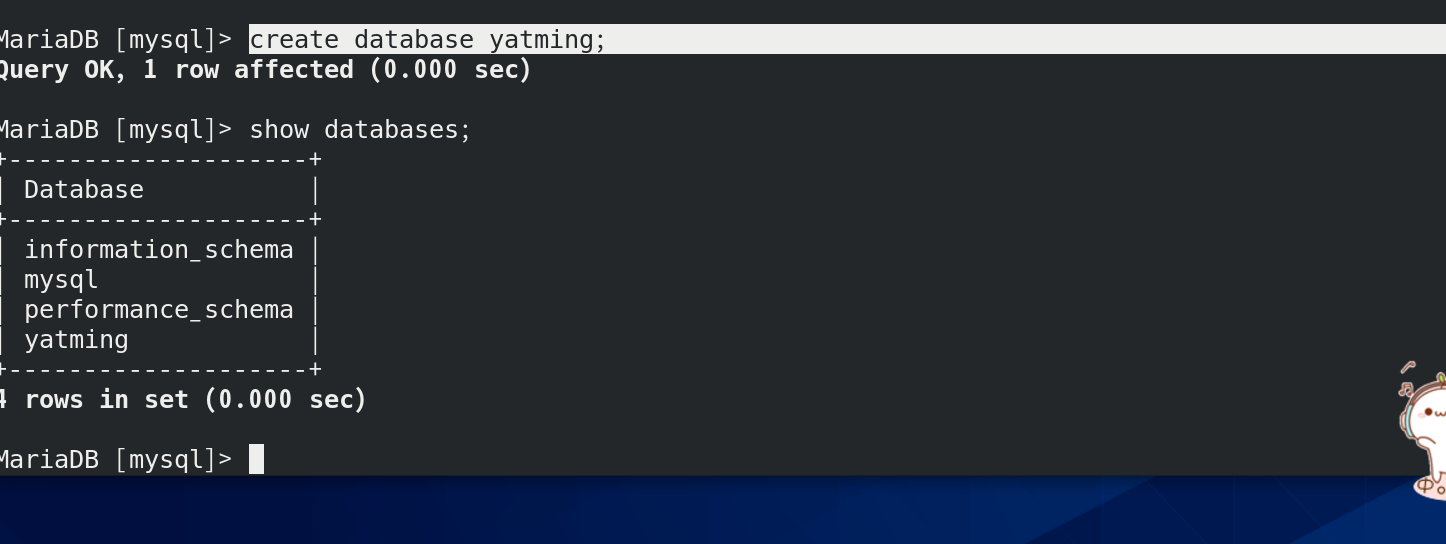 MariaDB [mysql]> create database yatming;
Query OK, 1 row affected (0.000 sec)
MariaDB [mysql]> show databases;
+--------------------+
| Database           |
+--------------------+
| information_schema |
| mysql              |
| performance_schema |
| yatming            |
+--------------------+
4 rows in set (0.000 sec)
MariaDB [mysql]>